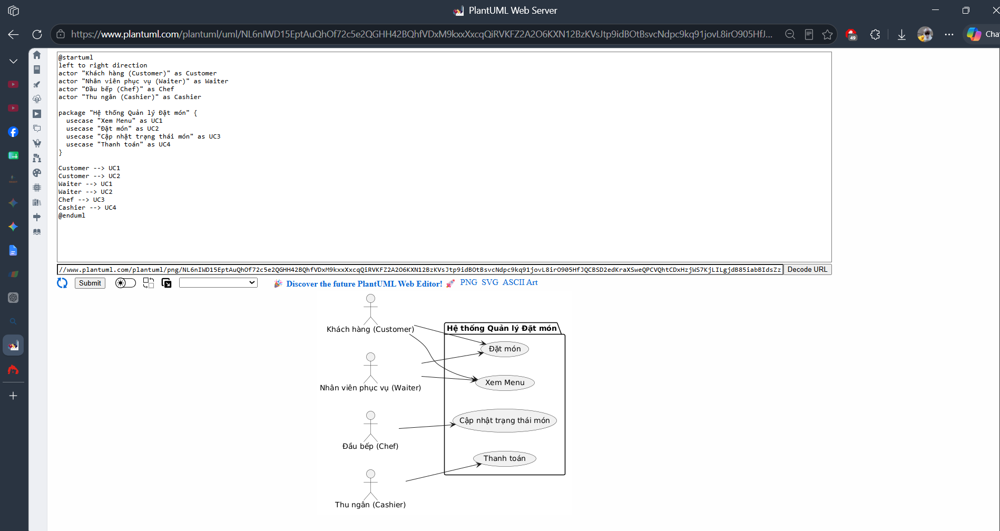 PlantUML Web Server
https://www.plantuml.com/plantuml/uml/NL6nIWD15EptAuQhOf72c5e2QGHH42BQhfVDxM9kxxXxcqQiRVKFZ2A2O6KXN12BzKVsJtp9idBOtBsvcNdpc9kq91jovL8irO905HfJ...
49
Cha
@startuml
left to right direction
actor "Khách hàng (Customer)" as Customer
actor "Nhân viên phục vụ (Waiter)" as Waiter
actor "Đầu bếp (Chef)" as Chef
actor "Thu ngân (Cashier)" as Cashier
package "Hệ thống Quản lý Đặt món" {
usecase "Xem Menu" as UC1
usecase "Đặt món" as UC2
usecase "Cập nhật trạng thái món" as UC3
usecase "Thanh toán" as UC4
}
Customer --> UC1
Customer --> UC2
Waiter --> UC1
Waiter --> UC2
Chef --> UC3
Cashier --> UC4
@enduml
//www.plantuml.com/plantuml/png/NL6nIWD15EptAuQhOf72c5e2QGHH42BQhfVDxM9kxxXxcqQiRVKFZ2A2O6KXN12BzKVsJtp9idBOtBsvcNdpc9kq91jovL8irO905HfJQCBSD2edKraXSweQPCVQhtCDxHzjWS7KjLILgjdB85iabBIdsZz Decode URL
Submit
Discover the future PlantUML Web Editor! PNG SVG ASCII Art
Khách hàng (Customer)
Hệ thống Quản lý Đặt món
Đặt món
Xem Menu
Nhân viên phục vụ (Waiter)
Cập nhật trạng thái món
Đầu bếp (Chef)
Thanh toán
Thu ngân (Cashier)